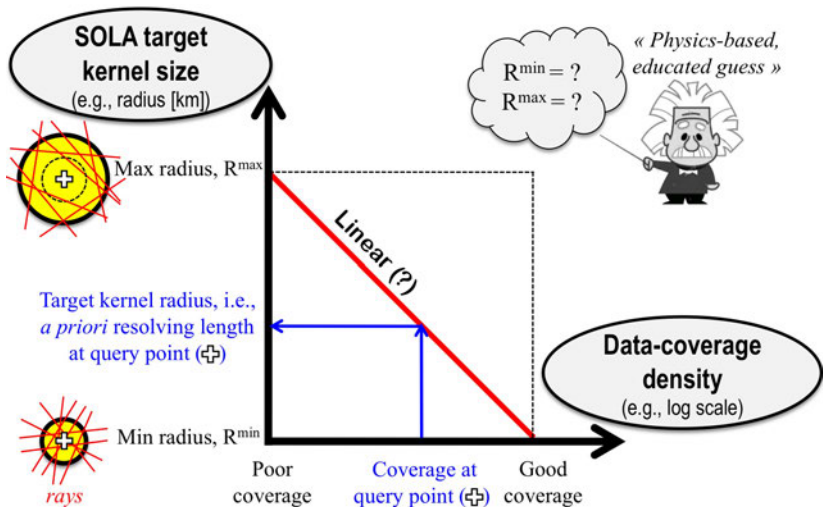 SOLA target
kernel size
(e.g., radius [km])
« Physics-based,
educated guess »
R^min = ?
R^max = ?
Max radius, R^max
Linear (?)
Target kernel radius, i.e.,
a priori resolving length
at query point (✚)
Data-coverage
density
(e.g., log scale)
Min radius, R^min
rays
Poor
coverage
Coverage at
query point (✚)
Good
coverage